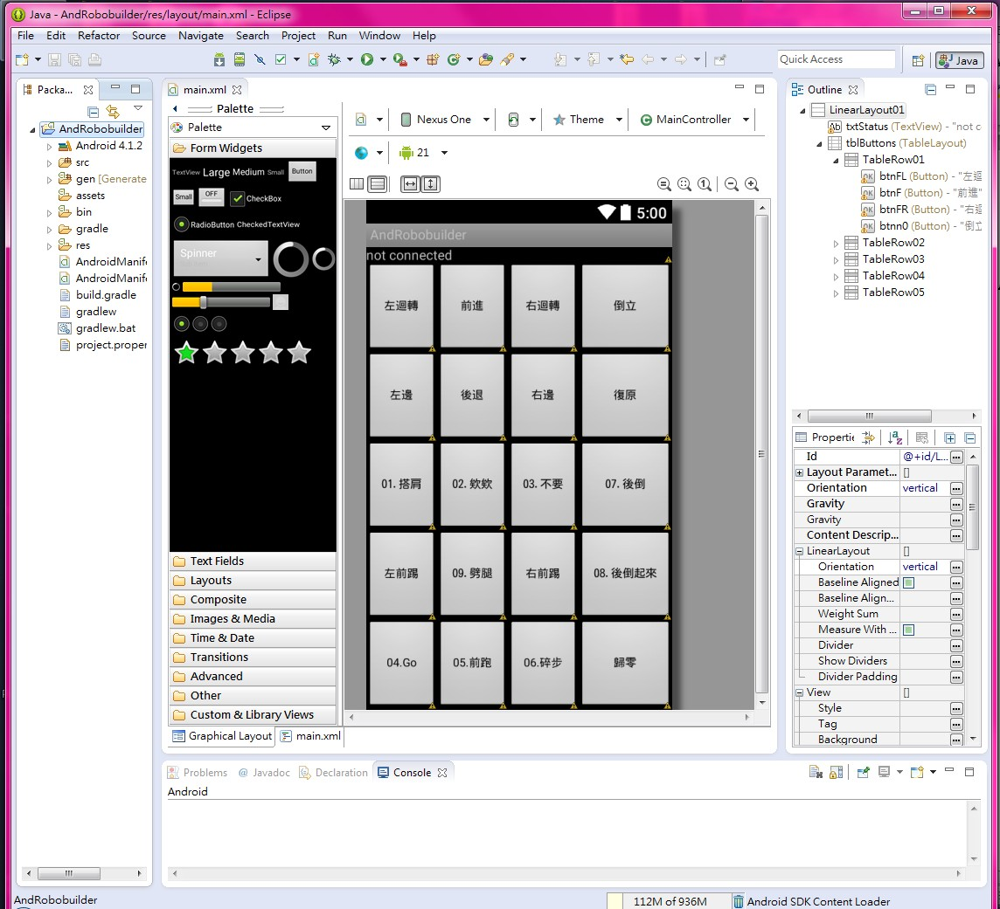 Java - AndRobobuilder/res/layout/main.xml - Eclipse
File Edit Refactor Source Navigate Search Project Run Window Help
Quick Access
Java
Packa...
AndRobobuilder
Android 4.1.2
src
gen [Generate
assets
bin
gradle
res
AndroidManife
AndroidManife
build.gradle
gradlew
gradlew.bat
project.proper
main.xml
Palette
Palette
Form Widgets
TextView Large Medium Small Button
Small OFF CheckBox
RadioButton CheckedTextView
Spinner
Text Fields
Layouts
Composite
Images & Media
Time & Date
Transitions
Advanced
Other
Custom & Library Views
Graphical Layout main.xml
Nexus One Theme MainController
21
5:00
AndRobobuilder
not connected
左迴轉 前進 右迴轉 倒立
左邊 後退 右邊 復原
01. 搭肩 02. 欸欸 03. 不要 07. 後倒
左前踢 09. 劈腿 右前踢 08. 後倒起來
04.Go 05.前跑 06.碎步 歸零
Outline
LinearLayout01
txtStatus (TextView) - "not c
tblButtons (TableLayout)
TableRow01
btnFL (Button) - "左迴
btnF (Button) - "前進"
btnFR (Button) - "右迴
btnn0 (Button) - "倒立
TableRow02
TableRow03
TableRow04
TableRow05
Propertie
Id @+id/L...
Layout Paramet... []
Orientation vertical
Gravity
Gravity
Content Descrip...
LinearLayout []
Orientation vertical
Baseline Aligned
Baseline Align...
Weight Sum
Measure With ...
Divider
Show Dividers
Divider Padding
View []
Style
Tag
Background
Problems @ Javadoc Declaration Console
Android
AndRobobuilder
112M of 936M
Android SDK Content Loader